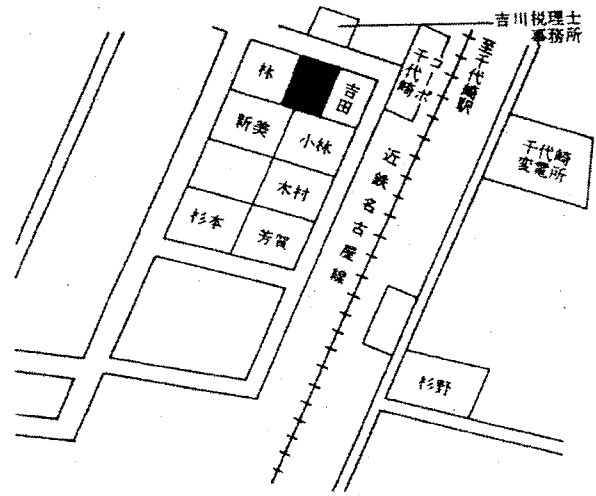 吉川税理士
事務所
至千代崎駅
コーポ
千代崎
林
吉田
新美
小林
木村
杉本
芳賀
近鉄名古屋線
千代崎
変電所
杉野